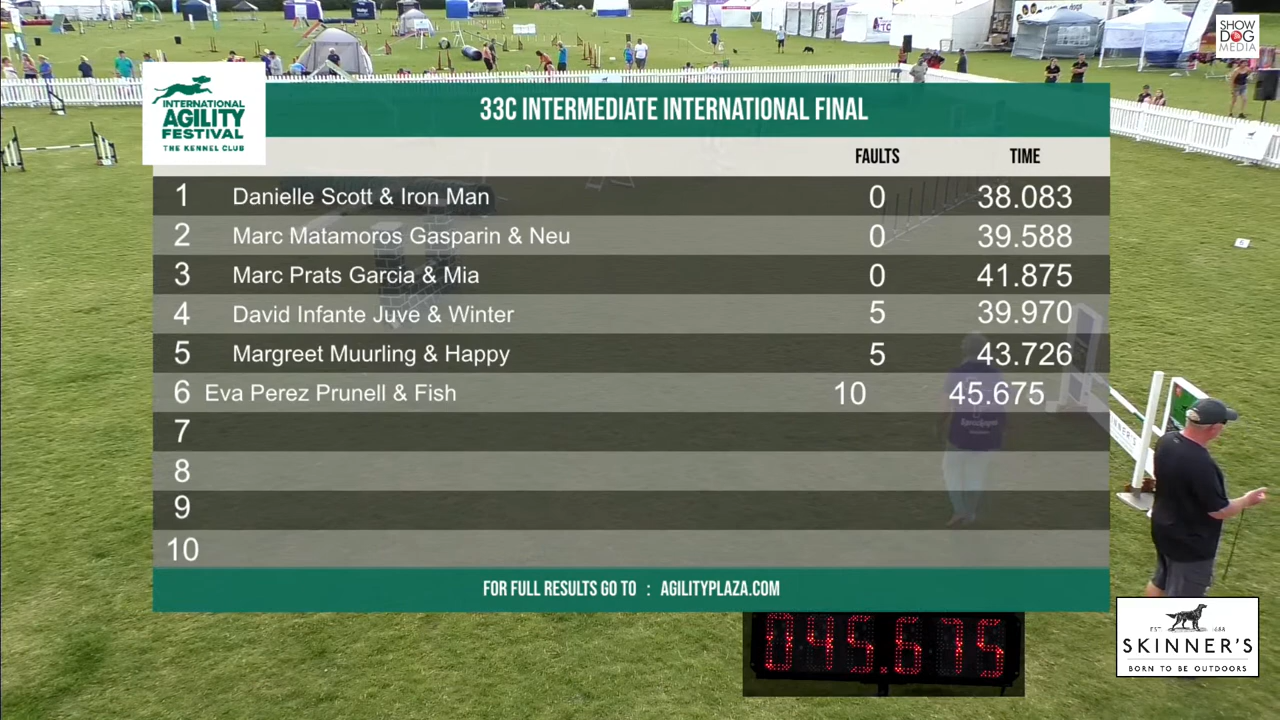 SHOW
DOG
MEDIA
INTERNATIONAL
AGILITY
FESTIVAL
THE KENNEL CLUB
33C INTERMEDIATE INTERNATIONAL FINAL
FAULTS TIME
1 Danielle Scott & Iron Man 0 38.083
2 Marc Matamoros Gasparin & Neu 0 39.588
3 Marc Prats Garcia & Mia 0 41.875
4 David Infante Juve & Winter 5 39.970
5 Margreet Muurling & Happy 5 43.726
6 Eva Perez Prunell & Fish 10 45.675
7
8
9
10
FOR FULL RESULTS GO TO : AGILITYPLAZA.COM
045.675
SKINNER'S
BORN TO BE OUTDOORS